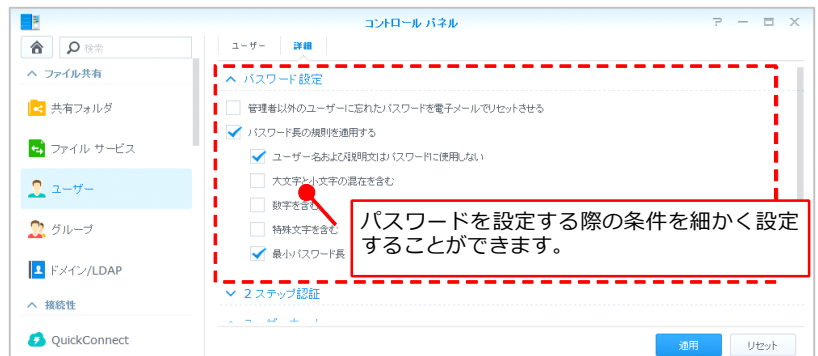 コントロール パネル
検索
ユーザー 詳細
ファイル共有
共有フォルダ
ファイル サービス
ユーザー
グループ
ドメイン/LDAP
接続性
QuickConnect
パスワード設定
管理者以外のユーザーに忘れたパスワードを電子メールでリセットさせる
パスワード長の規則を適用する
ユーザー名および説明文はパスワードに使用しない
大文字と小文字の混在を含む
数字を含む
特殊文字を含む
最小パスワード長
パスワードを設定する際の条件を細かく設定
することができます。
2 ステップ認証
適用 リセット